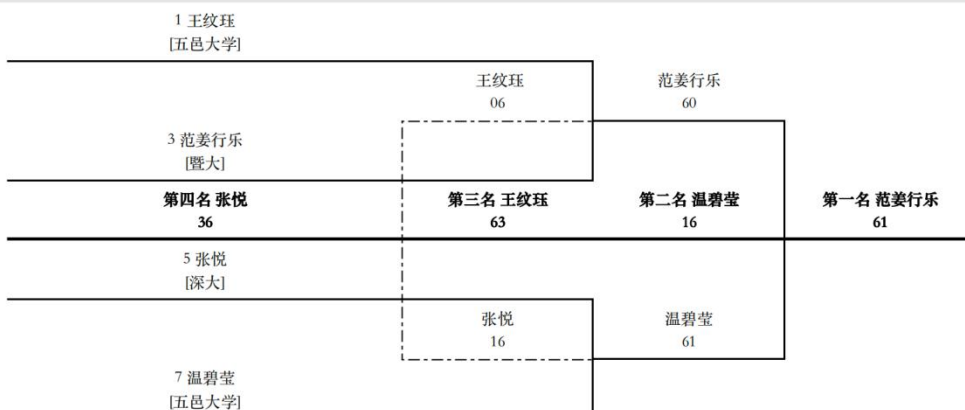 1 王纹珏
[五邑大学]
王纹珏
06
范姜行乐
60
3 范姜行乐
[暨大]
第四名 张悦
36
第三名 王纹珏
63
第二名 温碧莹
16
第一名 范姜行乐
61
5 张悦
[深大]
张悦
16
温碧莹
61
7 温碧莹
[五邑大学]